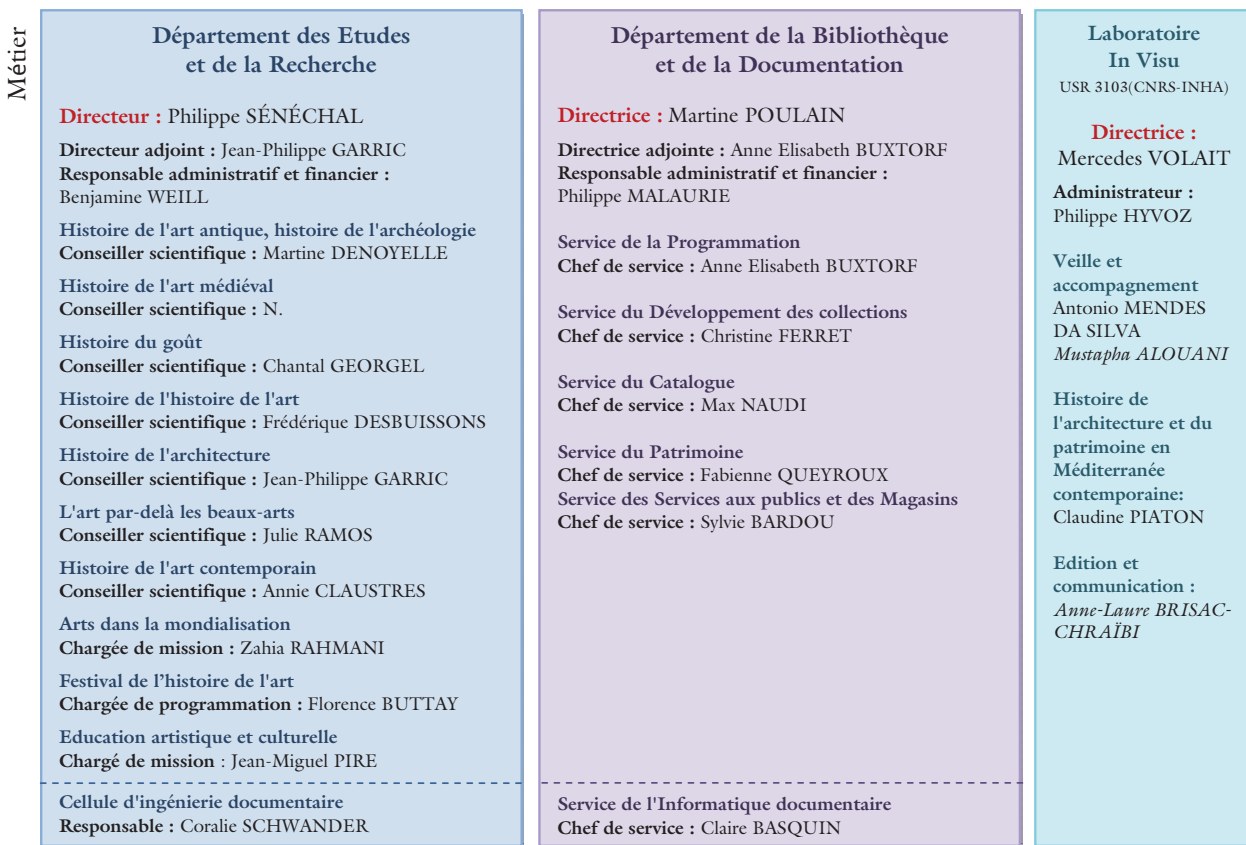 Métier
Département des Etudes
et de la Recherche
Directeur : Philippe SÉNÉCHAL
Directeur adjoint : Jean-Philippe GARRIC
Responsable administratif et financier :
Benjamine WEILL
Histoire de l'art antique, histoire de l'archéologie
Conseiller scientifique : Martine DENOYELLE
Histoire de l'art médiéval
Conseiller scientifique : N.
Histoire du goût
Conseiller scientifique : Chantal GEORGEL
Histoire de l'histoire de l'art
Conseiller scientifique : Frédérique DESBUISSONS
Histoire de l'architecture
Conseiller scientifique : Jean-Philippe GARRIC
L'art par-delà les beaux-arts
Conseiller scientifique : Julie RAMOS
Histoire de l'art contemporain
Conseiller scientifique : Annie CLAUSTRES
Arts dans la mondialisation
Chargée de mission : Zahia RAHMANI
Festival de l’histoire de l'art
Chargée de programmation : Florence BUTTAY
Education artistique et culturelle
Chargé de mission : Jean-Miguel PIRE
Cellule d'ingénierie documentaire
Responsable : Coralie SCHWANDER
Département de la Bibliothèque
et de la Documentation
Directrice : Martine POULAIN
Directrice adjointe : Anne Elisabeth BUXTORF
Responsable administratif et financier :
Philippe MALAURIE
Service de la Programmation
Chef de service : Anne Elisabeth BUXTORF
Service du Développement des collections
Chef de service : Christine FERRET
Service du Catalogue
Chef de service : Max NAUDI
Service du Patrimoine
Chef de service : Fabienne QUEYROUX
Service des Services aux publics et des Magasins
Chef de service : Sylvie BARDOU
Service de l'Informatique documentaire
Chef de service : Claire BASQUIN
Laboratoire
In Visu
USR 3103(CNRS-INHA)
Directrice :
Mercedes VOLAIT
Administrateur :
Philippe HYVOZ
Veille et
accompagnement
Antonio MENDES
DA SILVA
Mustapha ALOUANI
Histoire de
l'architecture et du
patrimoine en
Méditerranée
contemporaine:
Claudine PIATON
Edition et
communication :
Anne-Laure BRISAC-
CHRAÏBI